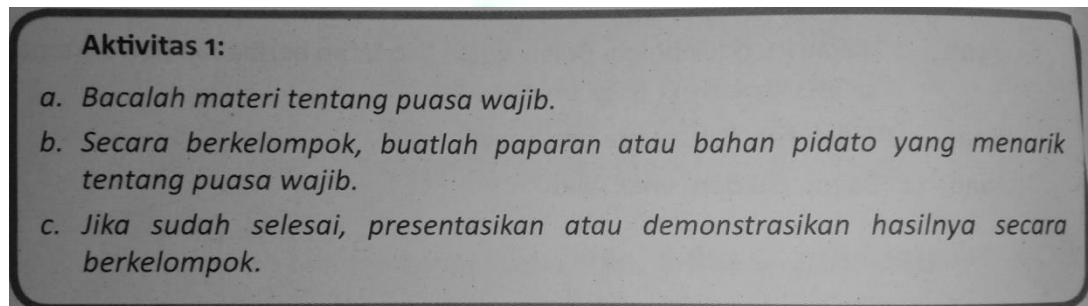 Aktivitas 1:
a. Bacalah materi tentang puasa wajib.
b. Secara berkelompok, buatlah paparan atau bahan pidato yang menarik
tentang puasa wajib.
c. Jika sudah selesai, presentasikan atau demonstrasikan hasilnya secara
berkelompok.